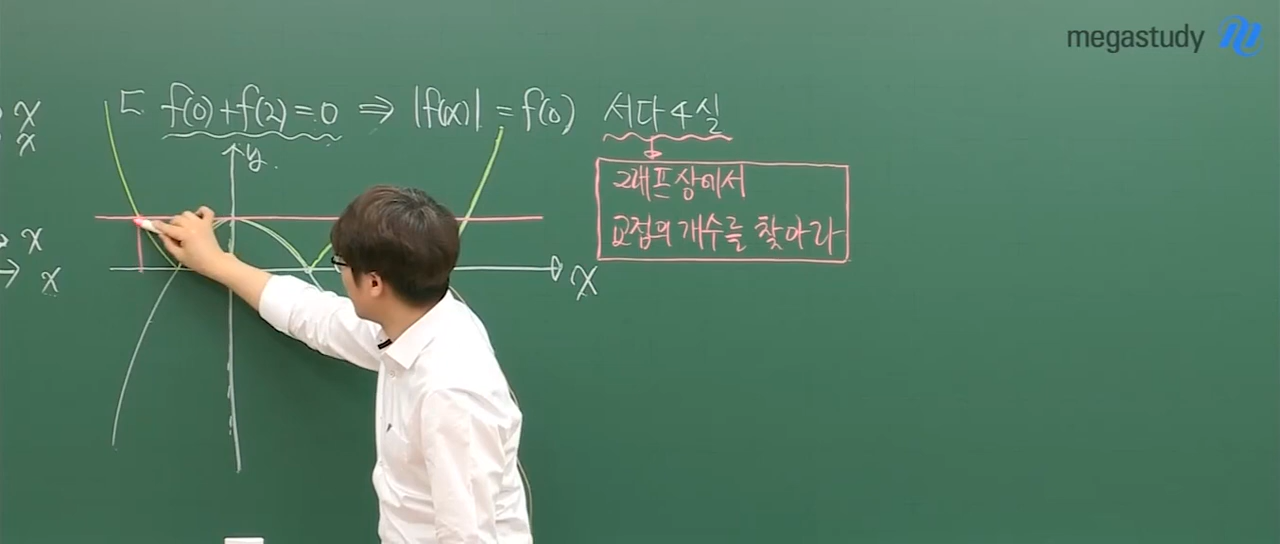 megastudy
x
x
ㄷ f(0)+f(2)=0 ⇒ |f(x)|=f(0) 서다4실
y
그래프상에서
교점의 개수를 찾아라
x
x
x